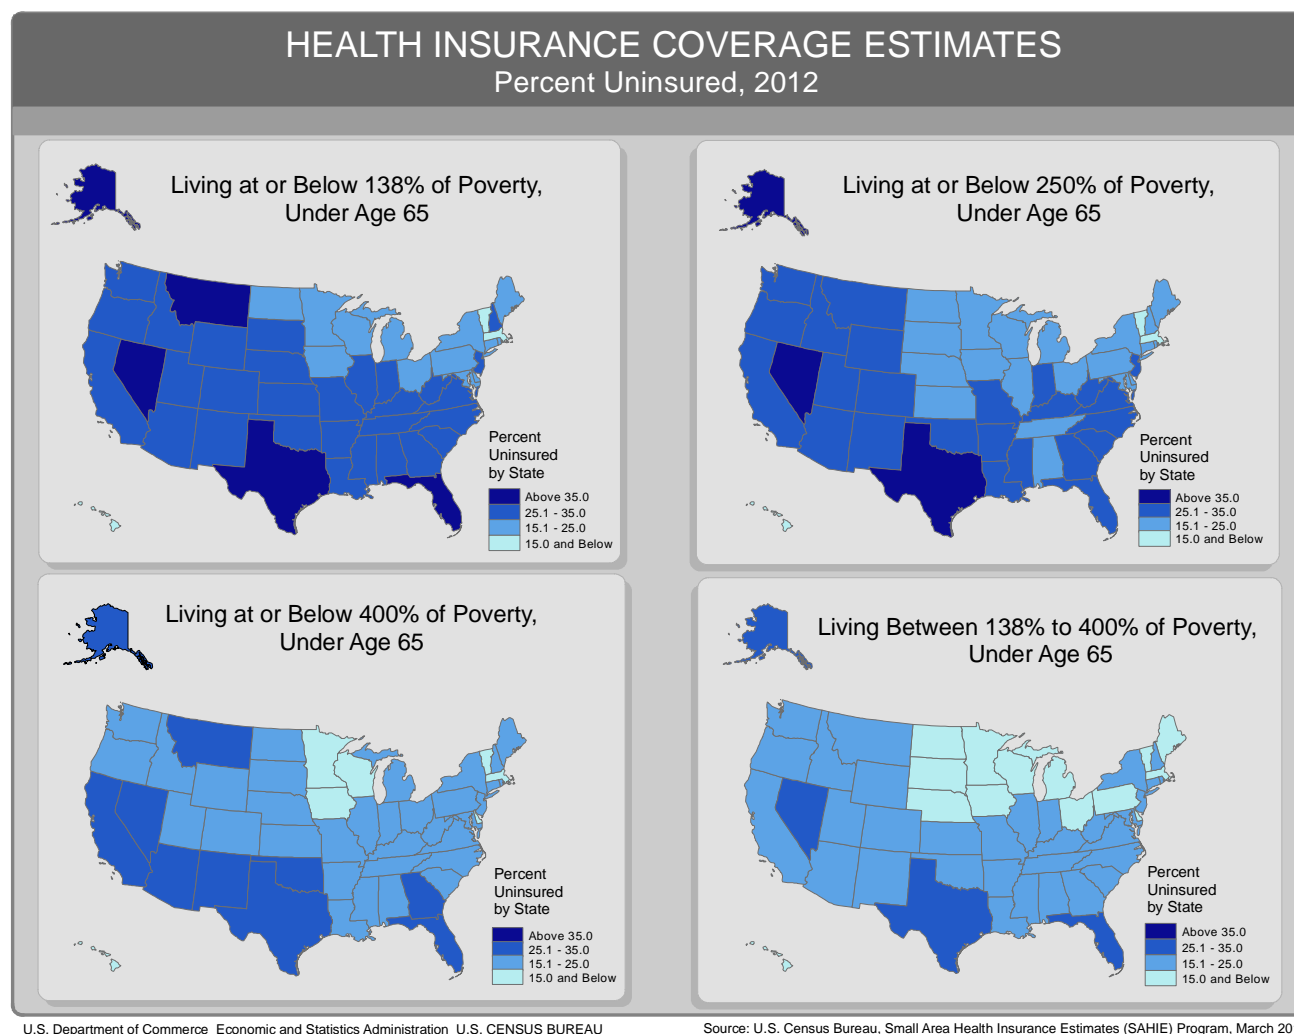 HEALTH INSURANCE COVERAGE ESTIMATES
Percent Uninsured, 2012
Living at or Below 138% of Poverty,
Under Age 65
Percent
Uninsured
by State
Above 35.0
25.1 - 35.0
15.1 - 25.0
15.0 and Below
Living at or Below 250% of Poverty,
Under Age 65
Percent
Uninsured
by State
Above 35.0
25.1 - 35.0
15.1 - 25.0
15.0 and Below
Living at or Below 400% of Poverty,
Under Age 65
Percent
Uninsured
by State
Above 35.0
25.1 - 35.0
15.1 - 25.0
15.0 and Below
Living Between 138% to 400% of Poverty,
Under Age 65
Percent
Uninsured
by State
Above 35.0
25.1 - 35.0
15.1 - 25.0
15.0 and Below
U.S. Department of Commerce Economic and Statistics Administration U.S. CENSUS BUREAU
Source: U.S. Census Bureau, Small Area Health Insurance Estimates (SAHIE) Program, March 20